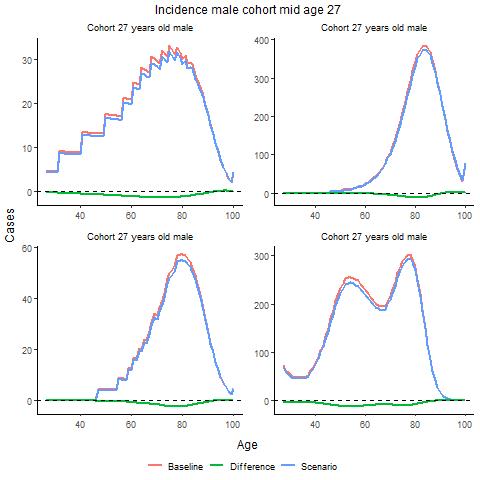 Incidence male cohort mid age 27
Cohort 27 years old male
Cohort 27 years old male
30
20
10
0
40 60 80 100
400
300
200
100
0
40 60 80 100
Cases
Cohort 27 years old male
Cohort 27 years old male
60
40
20
0
40 60 80 100
300
200
100
0
40 60 80 100
Age
Baseline Difference Scenario